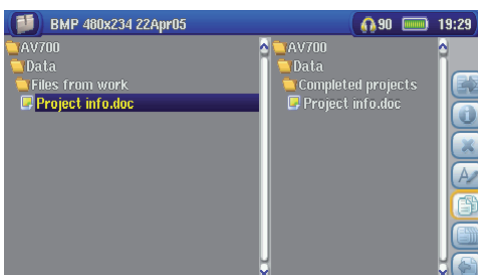 BMP 480x234 22Apr05 90 19:29
AV700
Data
Files from work
Project info.doc
AV700
Data
Completed projects
Project info.doc